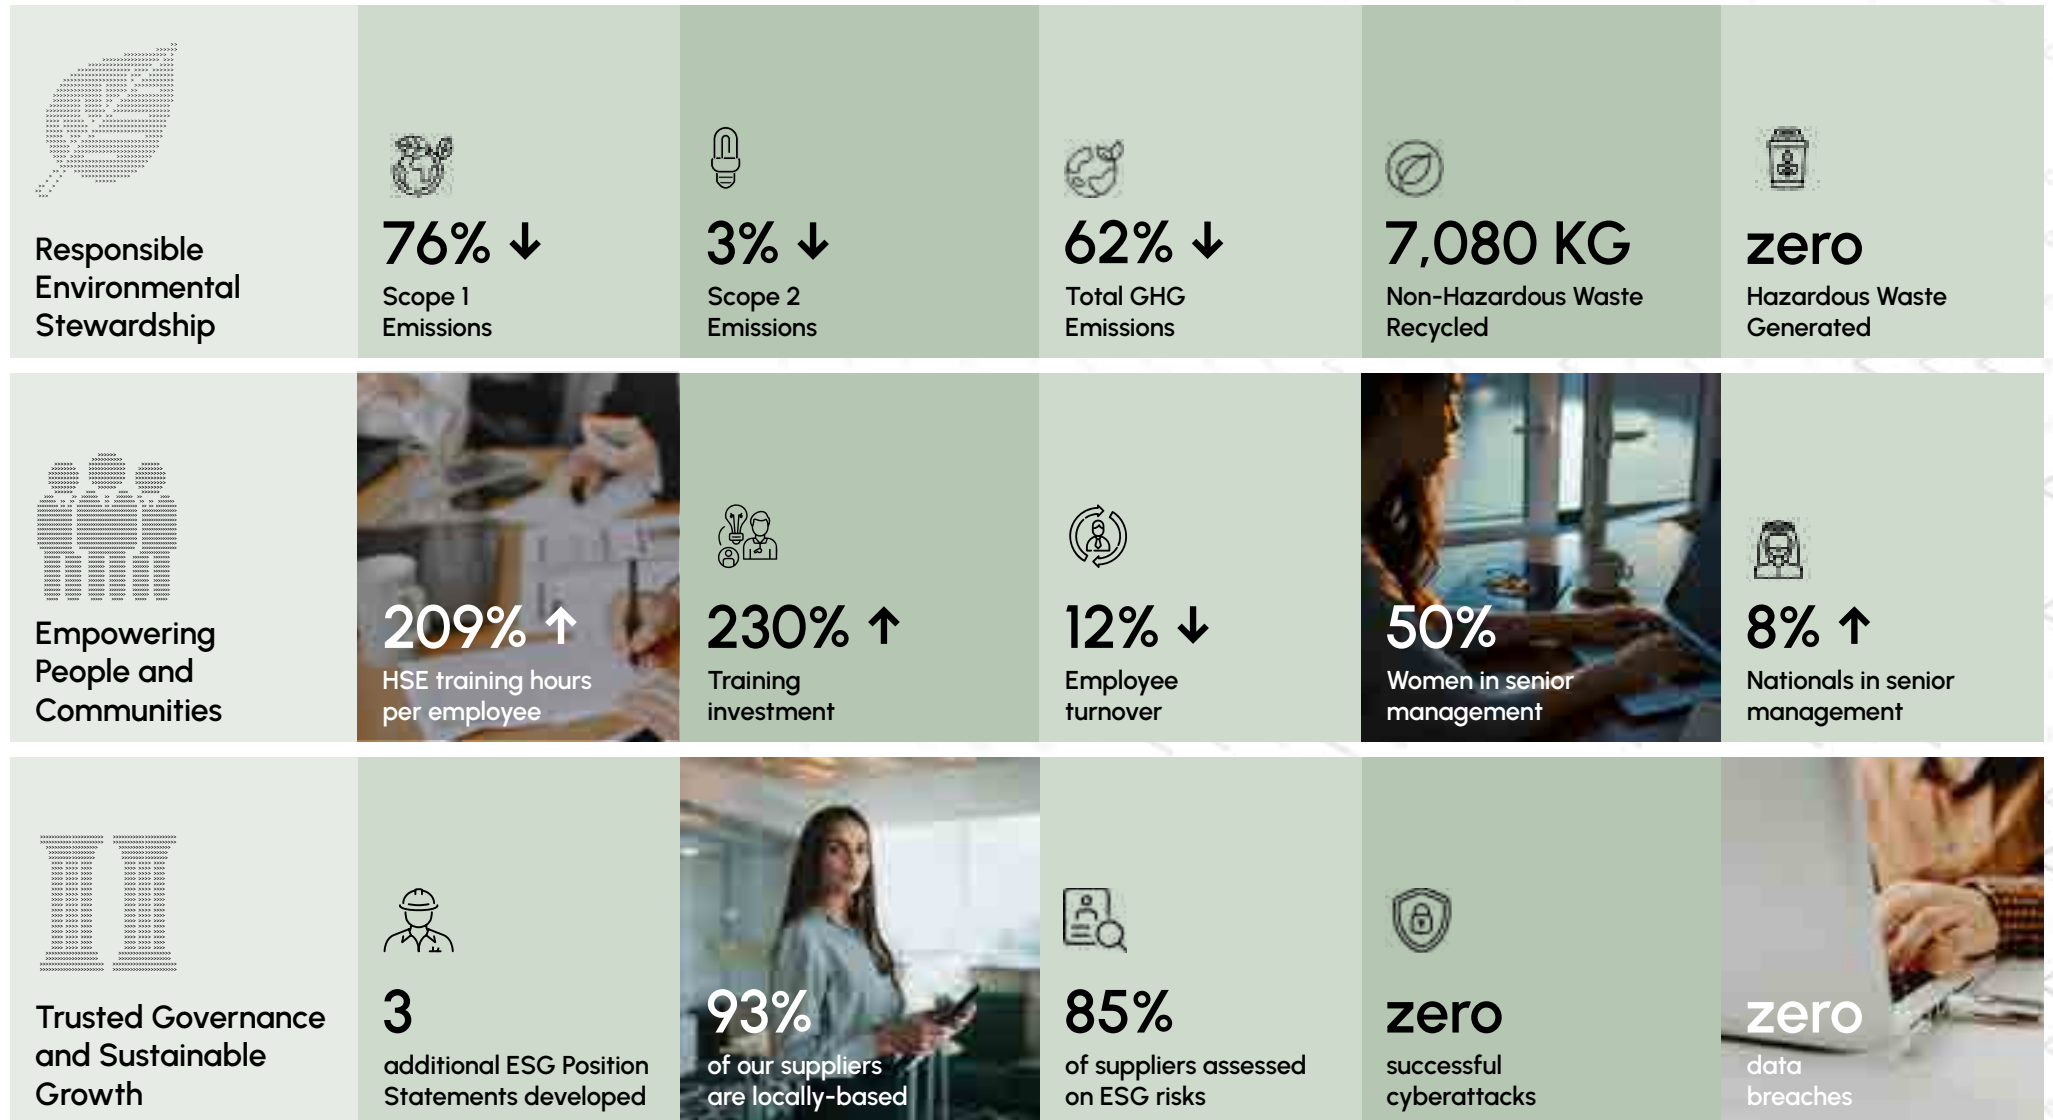 Responsible
Environmental
Stewardship
76% ↓
Scope 1
Emissions
3% ↓
Scope 2
Emissions
62% ↓
Total GHG
Emissions
7,080 KG
Non-Hazardous Waste
Recycled
zero
Hazardous Waste
Generated
Empowering
People and
Communities
209% ↑
HSE training hours
per employee
230% ↑
Training
investment
12% ↓
Employee
turnover
50%
Women in senior
management
8% ↑
Nationals in senior
management
Trusted Governance
and Sustainable
Growth
3
additional ESG Position
Statements developed
93%
of our suppliers
are locally-based
85%
of suppliers assessed
on ESG risks
zero
successful
cyberattacks
zero
data
breaches